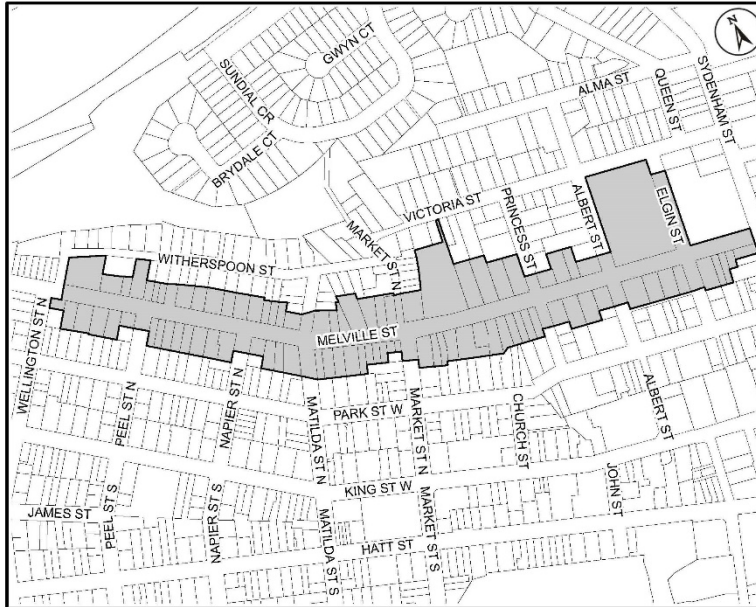 N
GWYN CT
SUNDIAL CR
BRYDALE CT
ALMA ST
QUEEN ST
SYDENHAM ST
VICTORIA ST
PRINCESS ST
ALBERT ST
ELGIN ST
MARKET ST N
WITHERSPOON ST
MELVILLE ST
WELLINGTON ST N
PEEL ST N
NAPIER ST N
MATILDA ST N
PARK ST W
MARKET ST N
CHURCH ST
ALBERT ST
KING ST W
JOHN ST
JAMES ST
PEEL ST S
NAPIER ST S
MATILDA ST S
MARKET ST S
HATT ST